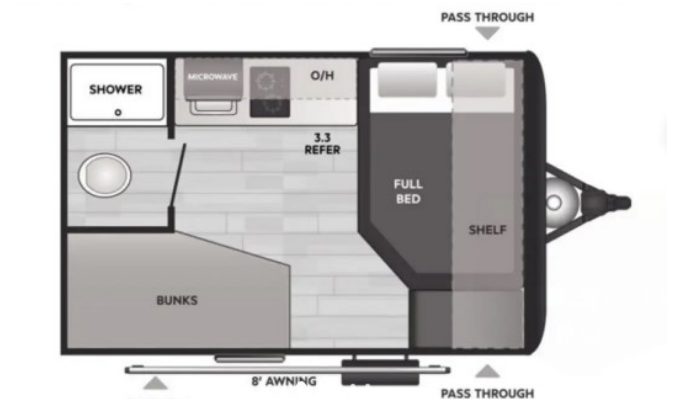 PASS THROUGH
MICROWAVE
O/H
SHOWER
3.3
REFER
FULL
BED
SHELF
BUNKS
8' AWNING
PASS THROUGH